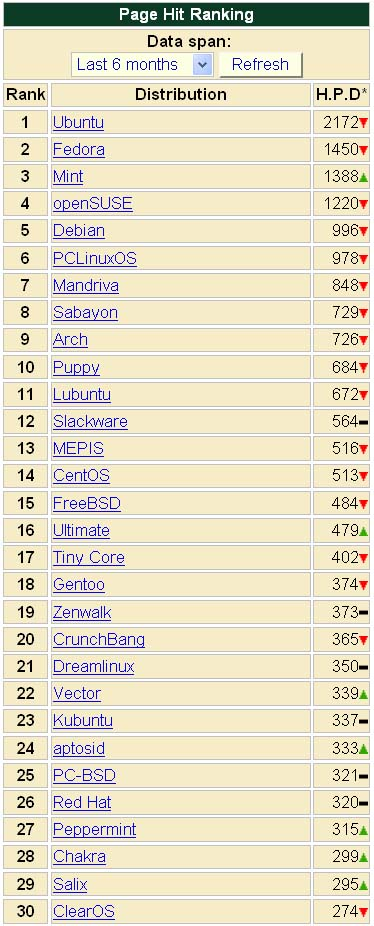 Page Hit Ranking
Data span:
Last 6 months Refresh
Rank Distribution H.P.D*
1 Ubuntu 2172▼
2 Fedora 1450▼
3 Mint 1388▲
4 openSUSE 1220▼
5 Debian 996▼
6 PCLinuxOS 978▼
7 Mandriva 848▼
8 Sabayon 729▼
9 Arch 726▼
10 Puppy 684▼
11 Lubuntu 672▼
12 Slackware 564-
13 MEPIS 516▼
14 CentOS 513▼
15 FreeBSD 484▼
16 Ultimate 479▲
17 Tiny Core 402▼
18 Gentoo 374▼
19 Zenwalk 373-
20 CrunchBang 365▼
21 Dreamlinux 350-
22 Vector 339▲
23 Kubuntu 337-
24 aptosid 333▲
25 PC-BSD 321-
26 Red Hat 320-
27 Peppermint 315▲
28 Chakra 299▲
29 Salix 295▲
30 ClearOS 274▼